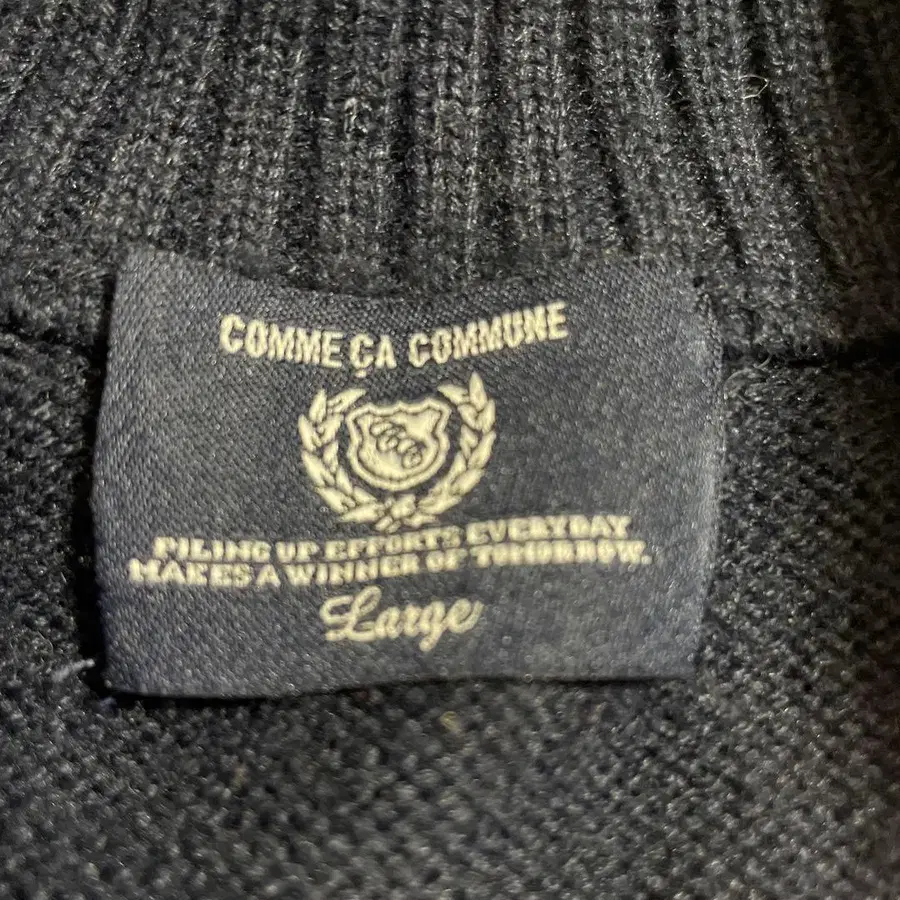 COMME ÇA COMMUNE
PILING UP EFFORTS EVERYDAY
MAKES A WINNER OF TOMORROW.
Large